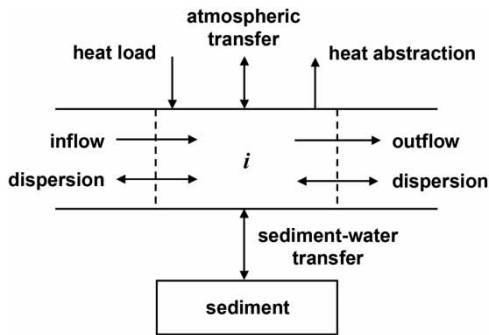 atmospheric
transfer
heat load
heat abstraction
inflow
i
outflow
dispersion
dispersion
sediment-water
transfer
sediment